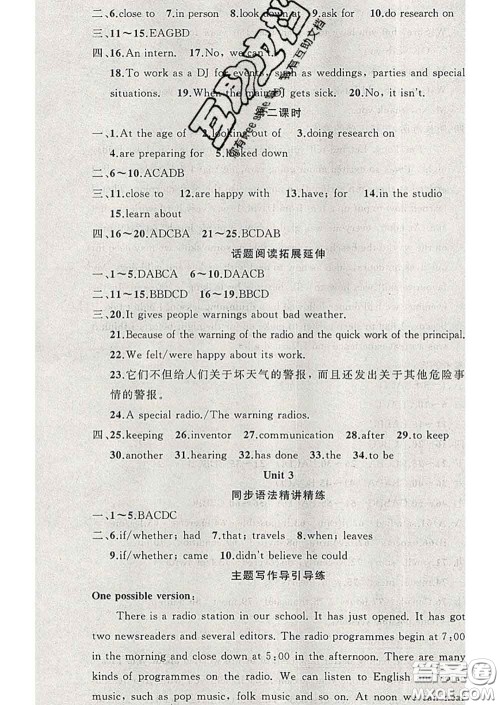 二、6.close to 7.in person 8.look down at 9.ask for 10.do research on
三、11～15.EAGBD
四、16.An intern. 17.No, we can't.
18.To work as a DJ for events, such as weddings, parties and special
situations. 19.When the main DJ gets sick. 20.No, it isn't.
第二课时
一、1.At the age of 2.looking out of 3.doing research on
4.are preparing for 5.looked down
二、6～10.ACADB
三、11.close to 12.are happy with 13.have; for 14.in the studio
15.learn about
四、16～20.ADCBA 21～25.BCDAB
话题阅读拓展延伸
一、1～5.DABCA 6～10.DAACB
二、11～15.BBDCD 16～19.BBCD
三、20.It gives people warnings about bad weather.
21.Because of the warning of the radio and the quick work of the principal.
22.We felt/were happy about its work.
23.它们不但给人们关于坏天气的警报,而且还发出关于其他危险事
情的警报。
24.A special radio./The warning radios.
四、25.keeping 26.inventor 27.communication 28.after 29.to keep
30.another 31.hearing 32.has done 33.the 34.to be
Unit 3
同步语法精讲精练
一、1～5.BACDC
二、6.if/whether; had 7.that; travels 8.when; leaves
9.if/whether; came 10.didn't believe he could
主题写作导引导练
One possible version:
There is a radio station in our school. It has just opened. It has got
two newsreaders and several editors. The radio programmes begin at 7:00
in the morning and close down at 5:00 in the afternoon. There are many
kinds of programmes on the radio. We can listen to English
music, such as pop music, folk music and so on. At noon we
互助文档